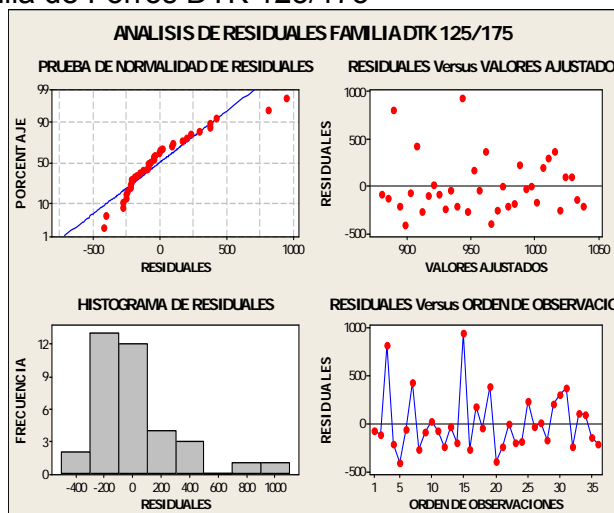 ANALISIS DE RESIDUALES FAMILIA DTK 125/175
PRUEBA DE NORMALIDAD DE RESIDUALES
PORCENTAJE
99
90
50
10
1
-500
0
500
1000
RESIDUALES
RESIDUALES Versus VALORES AJUSTADO
RESIDUALES
1000
500
0
-500
900
950
1000
1050
VALORES AJUSTADOS
HISTOGRAMA DE RESIDUALES
FRECUENCIA
12
9
6
3
0
-400 -200 0 200 400 600 800 1000
RESIDUALES
RESIDUALES Versus ORDEN DE OBSERVACIO
RESIDUALES
1000
500
0
-500
1 5 10 15 20 25 30 35
ORDEN DE OBSERVACIONES